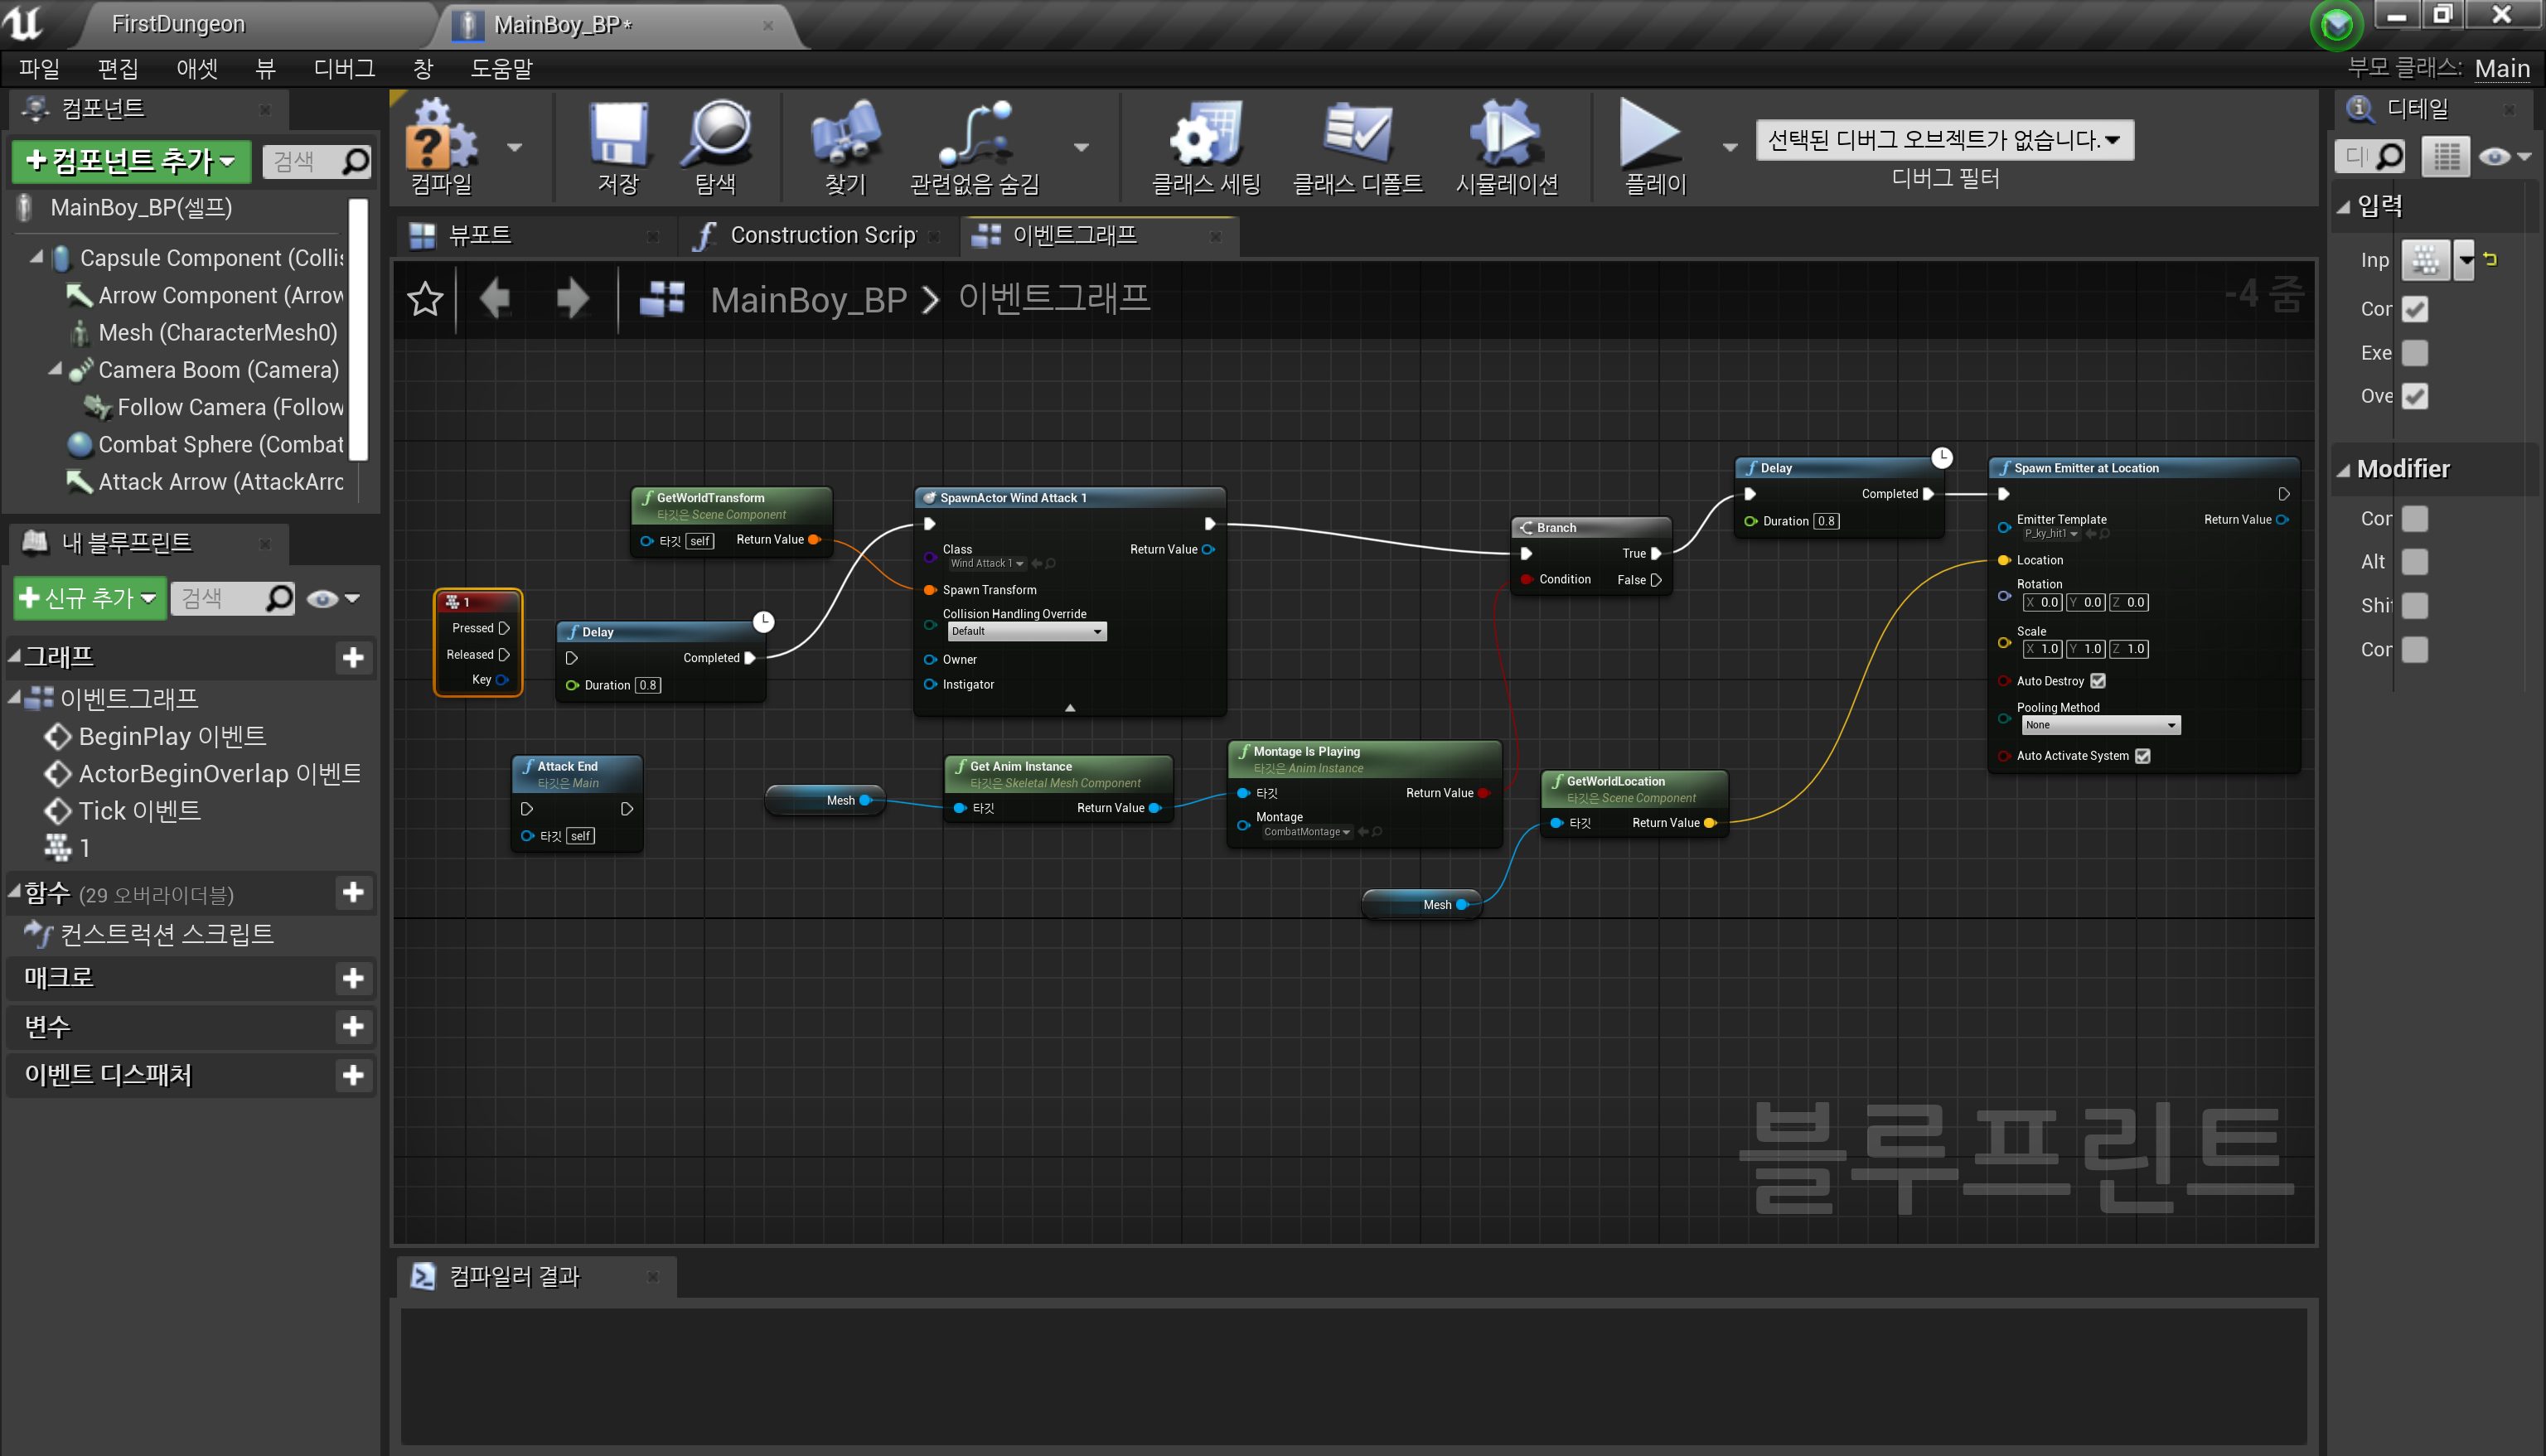 FirstDungeon
MainBoy_BP*
파일 편집 애셋 뷰 디버그 창 도움말
부모 클래스: Main
컴포넌트
컴포넌트 추가
검색
MainBoy_BP(셀프)
Capsule Component (Collis
Arrow Component (Arrow
Mesh (CharacterMesh0)
Camera Boom (Camera)
Follow Camera (Follow
Combat Sphere (Combat
Attack Arrow (AttackArrc
내 블루프린트
신규 추가
검색
그래프
이벤트그래프
BeginPlay 이벤트
ActorBeginOverlap 이벤트
Tick 이벤트
1
함수 (29 오버라이더블)
컨스트럭션 스크립트
매크로
변수
이벤트 디스패처
컴파일
저장
탐색
찾기
관련없음 숨김
클래스 세팅
클래스 디폴트
시뮬레이션
플레이
선택된 디버그 오브젝트가 없습니다.
디버그 필터
뷰포트
Construction Scrip
이벤트그래프
MainBoy_BP > 이벤트그래프
-4 줌
1
Pressed
Released
Key
GetWorldTransform
타깃은 Scene Component
타깃 self
Return Value
Delay
Completed
Duration 0.8
Attack End
타깃은 Main
타깃 self
SpawnActor Wind Attack 1
Class
Wind Attack 1
Return Value
Spawn Transform
Collision Handling Override
Default
Owner
Instigator
Mesh
Get Anim Instance
타깃은 Skeletal Mesh Component
타깃
Return Value
Montage Is Playing
타깃은 Anim Instance
타깃
Return Value
Montage
CombatMontage
Mesh
Branch
True
Condition
False
GetWorldLocation
타깃은 Scene Component
타깃
Return Value
Delay
Completed
Duration 0.8
Spawn Emitter at Location
Emitter Template
P_ky_hit1
Return Value
Location
Rotation
X 0.0 Y 0.0 Z 0.0
Scale
X 1.0 Y 1.0 Z 1.0
Auto Destroy
Pooling Method
None
Auto Activate System
블루프린트
컴파일러 결과
디테일
입력
Inp
Cor
Exe
Ove
Modifier
Cor
Alt
Shi
Cor